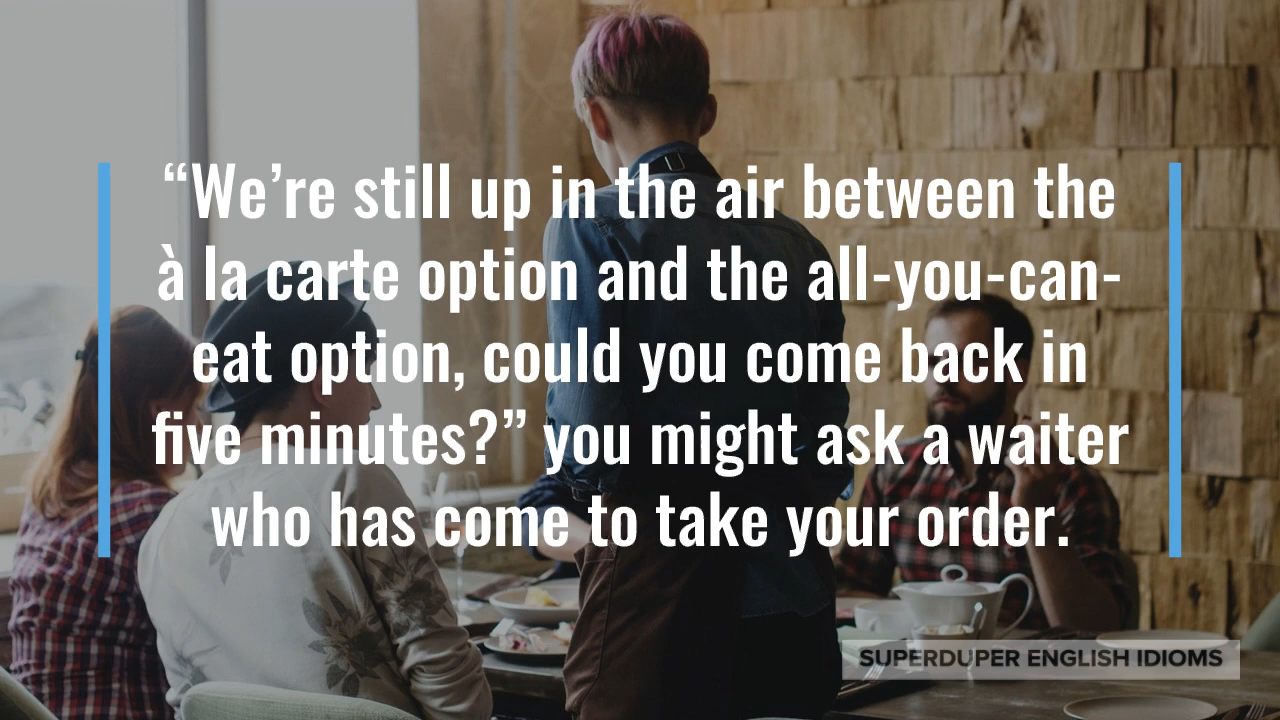 “We’re still up in the air between the
à la carte option and the all-you-can-
eat option, could you come back in
five minutes?” you might ask a waiter
who has come to take your order.
SUPERDUPER ENGLISH IDIOMS